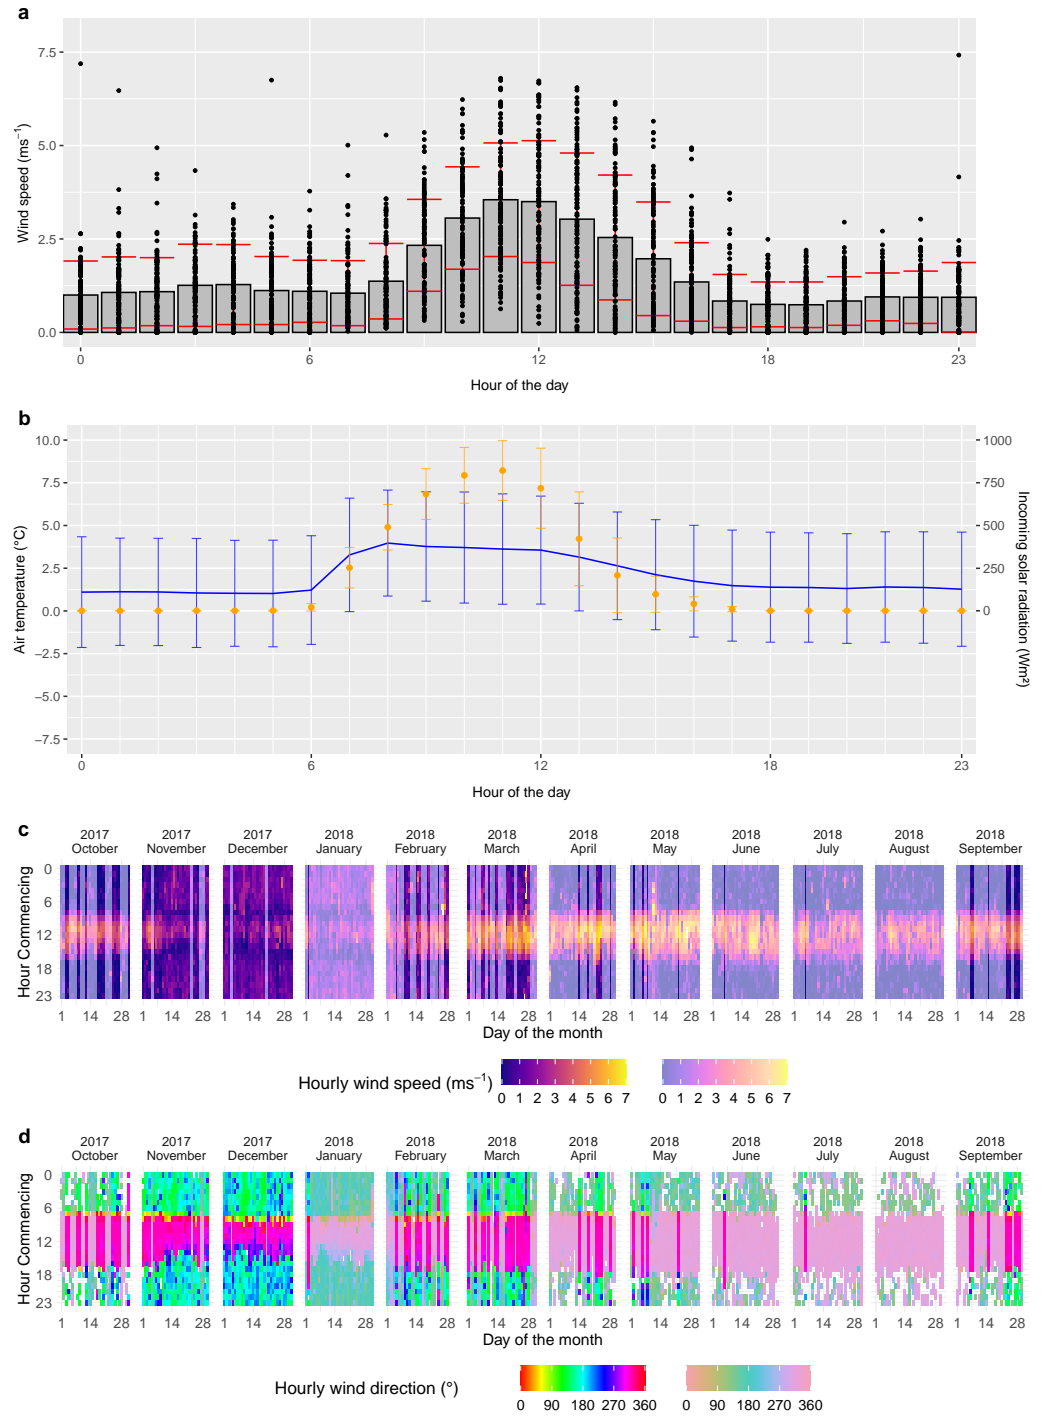 a
7.5
5.0
2.5
0.0
Wind speed (ms⁻¹)
0 6 12 18 23
Hour of the day
b
10.0
7.5
5.0
2.5
0.0
−2.5
−5.0
−7.5
Air temperature (°C)
1000
750
500
250
0
Incoming solar radiation (Wm²)
0 6 12 18 23
Hour of the day
c
2017 2017 2017 2018 2018 2018 2018 2018 2018 2018 2018 2018
October November December January February March April May June July August September
Hour Commencing
0
6
12
18
23
1 14 28 1 14 28 1 14 28 1 14 28 1 14 28 1 14 28 1 14 28 1 14 28 1 14 28 1 14 28 1 14 28 1 14 28
Day of the month
Hourly wind speed (ms⁻¹)
0 1 2 3 4 5 6 7 0 1 2 3 4 5 6 7
d
2017 2017 2017 2018 2018 2018 2018 2018 2018 2018 2018 2018
October November December January February March April May June July August September
Hour Commencing
0
6
12
18
23
1 14 28 1 14 28 1 14 28 1 14 28 1 14 28 1 14 28 1 14 28 1 14 28 1 14 28 1 14 28 1 14 28 1 14 28
Day of the month
Hourly wind direction (°)
0 90 180 270 360 0 90 180 270 360